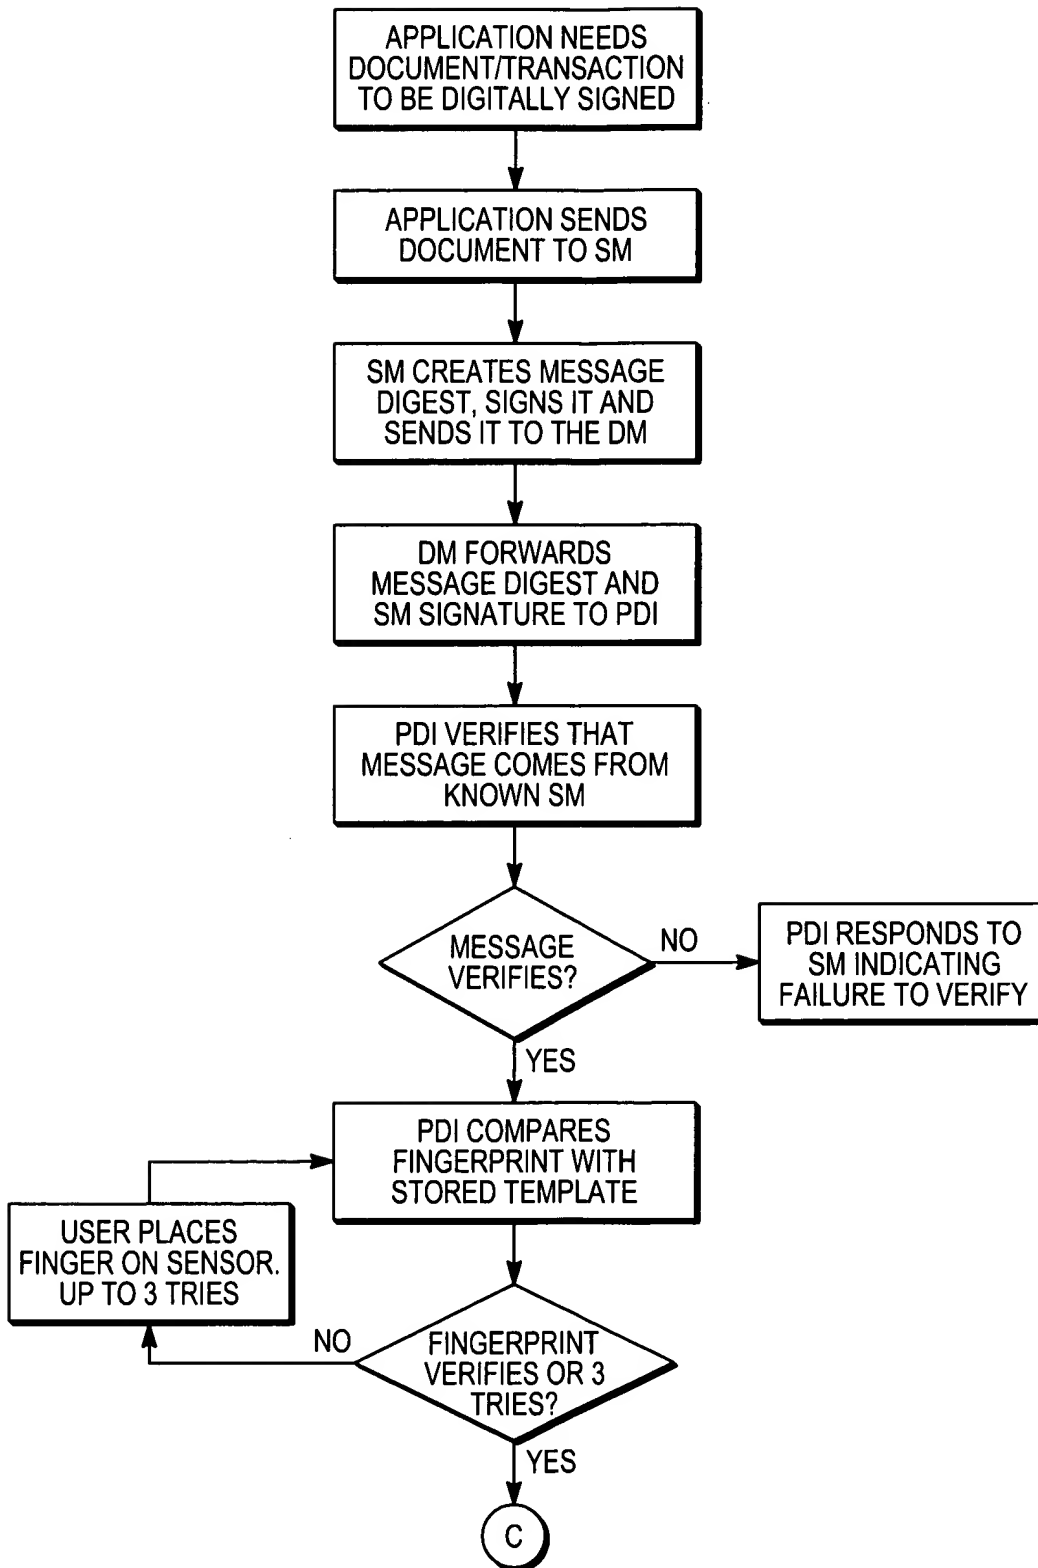 APPLICATION NEEDS
DOCUMENT/TRANSACTION
TO BE DIGITALLY SIGNED
APPLICATION SENDS
DOCUMENT TO SM
SM CREATES MESSAGE
DIGEST, SIGNS IT AND
SENDS IT TO THE DM
DM FORWARDS
MESSAGE DIGEST AND
SM SIGNATURE TO PDI
PDI VERIFIES THAT
MESSAGE COMES FROM
KNOWN SM
MESSAGE
VERIFIES?
NO
PDI RESPONDS TO
SM INDICATING
FAILURE TO VERIFY
YES
PDI COMPARES
FINGERPRINT WITH
STORED TEMPLATE
USER PLACES
FINGER ON SENSOR.
UP TO 3 TRIES
NO
FINGERPRINT
VERIFIES OR 3
TRIES?
YES
C